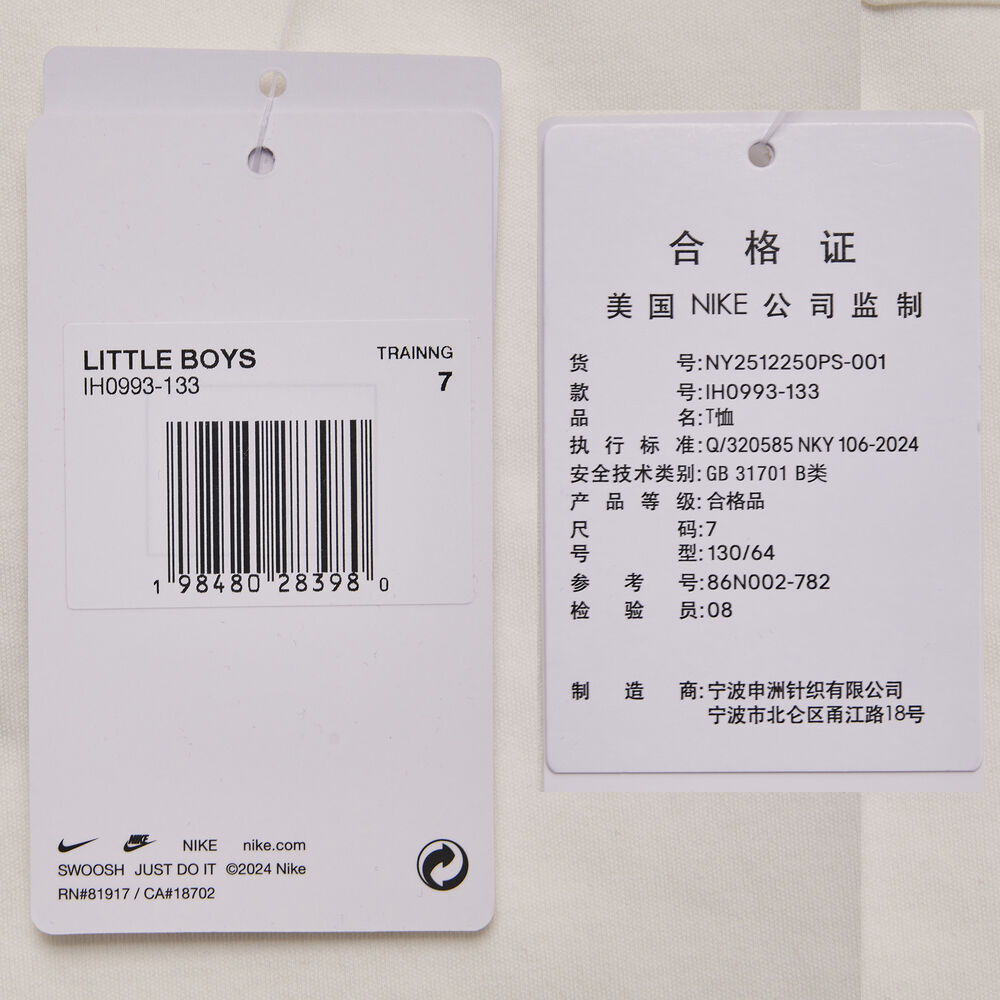 LITTLE BOYS
IH0993-133
TRAINNG
7
1 98480 28398 0
NIKE nike.com
SWOOSH JUST DO IT ©2024 Nike
RN#81917 / CA#18702
合格证
美国NIKE公司监制
货号:NY2512250PS-001
款号:IH0993-133
品名:T恤
执行标准:Q/320585 NKY 106-2024
安全技术类别:GB 31701 B类
产品等级:合格品
尺码:7
号型:130/64
参考号:86N002-782
检验员:08
制造商:宁波申洲针织有限公司
宁波市北仑区甬江路18号